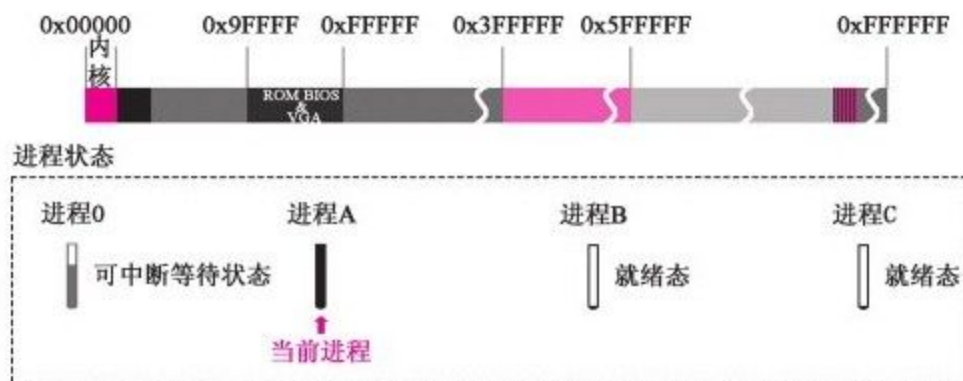 0x00000 0x9FFFF 0xFFFFF 0x3FFFFF 0x5FFFFF 0xFFFFFF
内
核
ROM BIOS
&
VGA
进程状态
进程0 进程A 进程B 进程C
可中断等待状态 就绪态 就绪态
当前进程